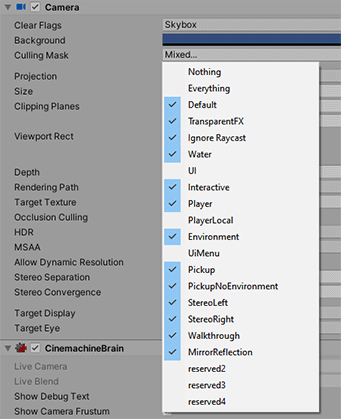 Camera
Clear Flags Skybox
Background
Culling Mask Mixed...
Nothing
Projection
Everything
Size
Default
Clipping Planes
TransparentFX
Ignore Raycast
Viewport Rect
Water
UI
Depth
Interactive
Rendering Path
Player
Target Texture
PlayerLocal
Occlusion Culling
Environment
HDR
UiMenu
MSAA
Allow Dynamic Resolution
Pickup
Stereo Separation
PickupNoEnvironment
Stereo Convergence
StereoLeft
Target Display
StereoRight
Target Eye
Walkthrough
CinemachineBrain
MirrorReflection
Live Camera
reserved2
Live Blend
reserved3
Show Debug Text
reserved4
Show Camera Frustum